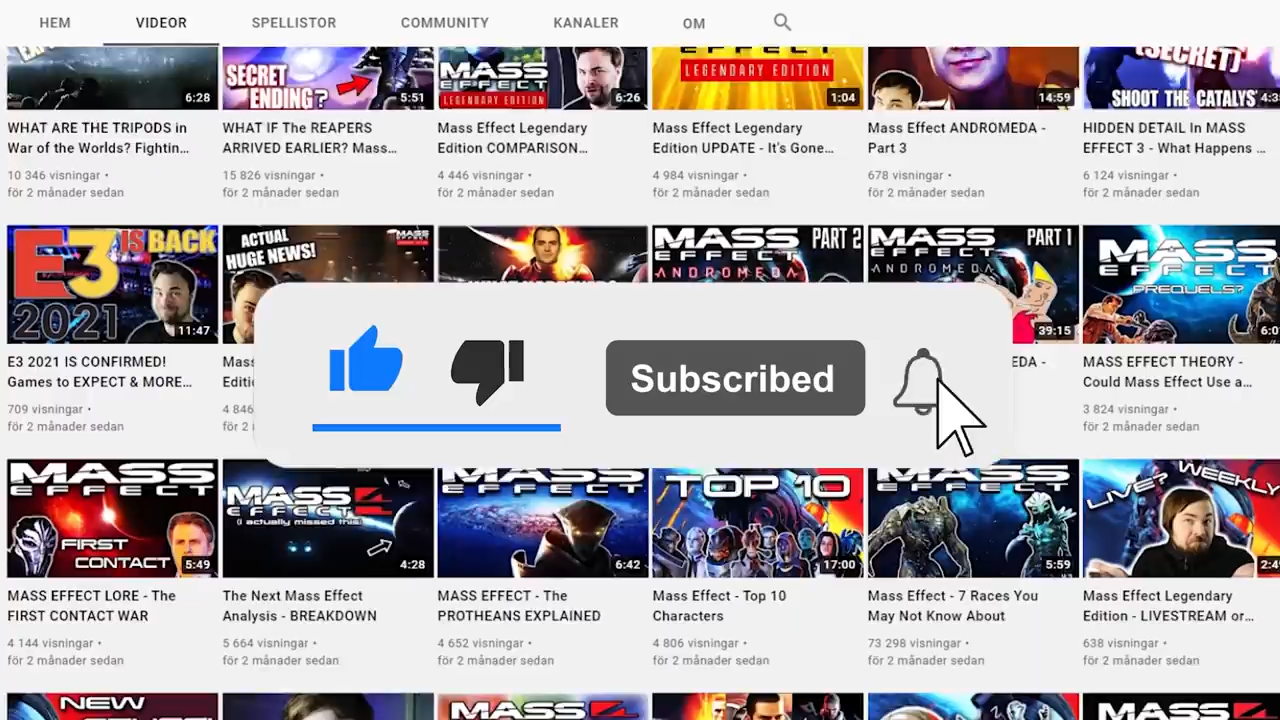 HEM VIDEOR SPELLISTOR COMMUNITY KANALER OM
6:28
SECRET
ENDING?
5:51
MASS
EFFECT
LEGENDARY EDITION
6:26
EFFECT
LEGENDARY EDITION
1:04
14:59
(SECRET)
SHOOT THE CATALYS
WHAT ARE THE TRIPODS in
War of the Worlds? Fightin...
10 346 visningar •
för 2 månader sedan
WHAT IF The REAPERS
ARRIVED EARLIER? Mass...
15 826 visningar •
för 2 månader sedan
Mass Effect Legendary
Edition COMPARISON...
4 446 visningar •
för 2 månader sedan
Mass Effect Legendary
Edition UPDATE - It's Gone...
4 984 visningar •
för 2 månader sedan
Mass Effect ANDROMEDA -
Part 3
678 visningar •
för 2 månader sedan
HIDDEN DETAIL In MASS
EFFECT 3 - What Happens ...
6 124 visningar •
för 2 månader sedan
E3 IS BACK
2021
11:47
ACTUAL
HUGE NEWS!
MASS
EFFECT
MASS PART 2
EFFECT
ANDROMEDA
MASS PART 1
EFFECT
ANDROMEDA
39:15
MASS
EFFECT
PREQUELS?
E3 2021 IS CONFIRMED!
Games to EXPECT & MORE...
709 visningar •
för 2 månader sedan
MASS EFFECT THEORY -
Could Mass Effect Use a...
3 824 visningar •
för 2 månader sedan
Subscribed
MASS
EFFECT
FIRST
CONTACT
5:49
MASS
EFFECT
(i actually missed this)
4:28
EFFECT
6:42
TOP 10
17:00
MASS
EFFECT
5:59
LIVE? WEEKLY
MASS EFFECT LORE - The
FIRST CONTACT WAR
4 144 visningar •
för 2 månader sedan
The Next Mass Effect
Analysis - BREAKDOWN
5 664 visningar •
för 2 månader sedan
MASS EFFECT - The
PROTHEANS EXPLAINED
4 652 visningar •
för 2 månader sedan
Mass Effect - Top 10
Characters
4 806 visningar •
för 2 månader sedan
Mass Effect - 7 Races You
May Not Know About
73 298 visningar •
för 2 månader sedan
Mass Effect Legendary
Edition - LIVESTREAM or...
638 visningar •
för 2 månader sedan
NEW
MASS
MASS